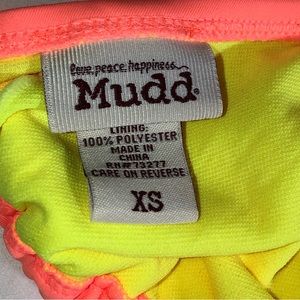 love. peace. happiness.
Mudd®
LINING:
100% POLYESTER
MADE IN
CHINA
RN#73277
CARE ON REVERSE
XS